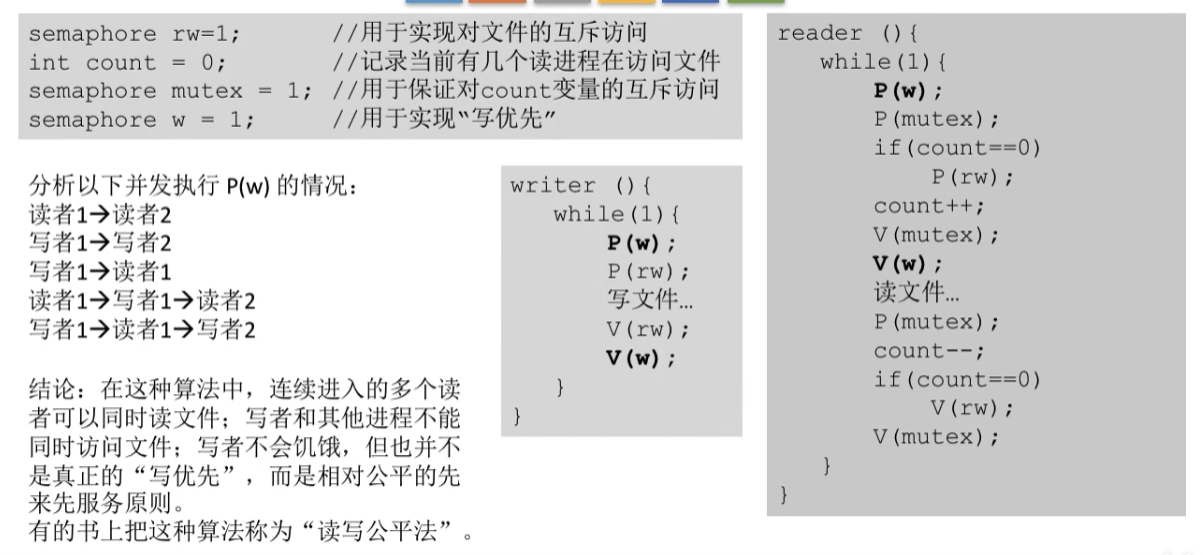 semaphore rw=1; //用于实现对文件的互斥访问
int count = 0; //记录当前有几个读进程在访问文件
semaphore mutex = 1; //用于保证对count变量的互斥访问
semaphore w = 1; //用于实现“写优先”
分析以下并发执行 P(w) 的情况：
读者1→读者2
写者1→写者2
写者1→读者1
读者1→写者1→读者2
写者1→读者1→写者2
结论：在这种算法中，连续进入的多个读
者可以同时读文件；写者和其他进程不能
同时访问文件；写者不会饥饿，但也并不
是真正的“写优先”，而是相对公平的先
来先服务原则。
有的书上把这种算法称为“读写公平法”。
writer (){
while(1){
P(w);
P(rw);
写文件…
V(rw);
V(w);
}
}
reader (){
while(1){
P(w);
P(mutex);
if(count==0)
P(rw);
count++;
V(mutex);
V(w);
读文件…
P(mutex);
count--;
if(count==0)
V(rw);
V(mutex);
}
}